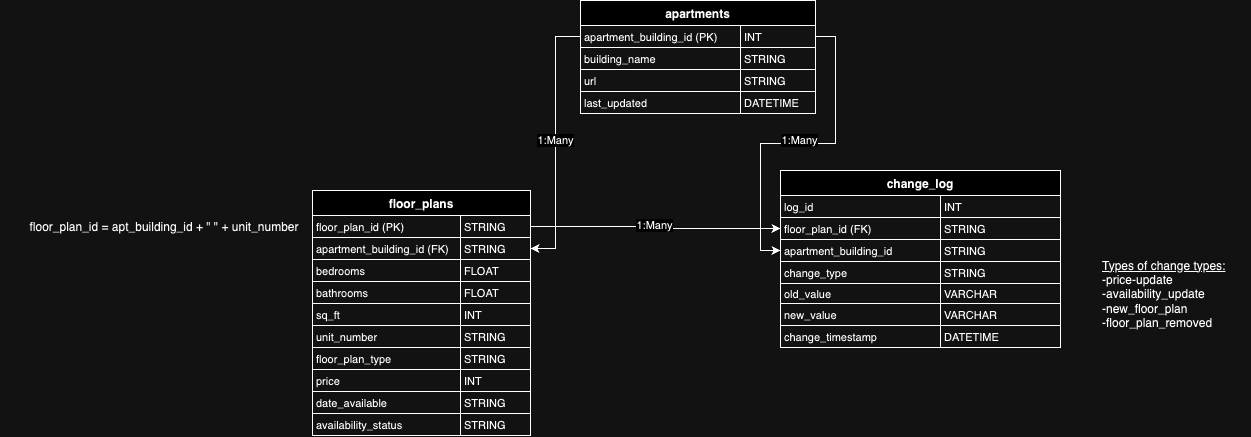 apartments
apartment_building_id (PK) INT
building_name STRING
url STRING
last_updated DATETIME
1:Many
1:Many
floor_plan_id = apt_building_id + " " + unit_number
floor_plans
floor_plan_id (PK) STRING
apartment_building_id (FK) STRING
bedrooms FLOAT
bathrooms FLOAT
sq_ft INT
unit_number STRING
floor_plan_type STRING
price INT
date_available STRING
availability_status STRING
1:Many
change_log
log_id INT
floor_plan_id (FK) STRING
apartment_building_id STRING
change_type STRING
old_value VARCHAR
new_value VARCHAR
change_timestamp DATETIME
Types of change types:
-price-update
-availability_update
-new_floor_plan
-floor_plan_removed